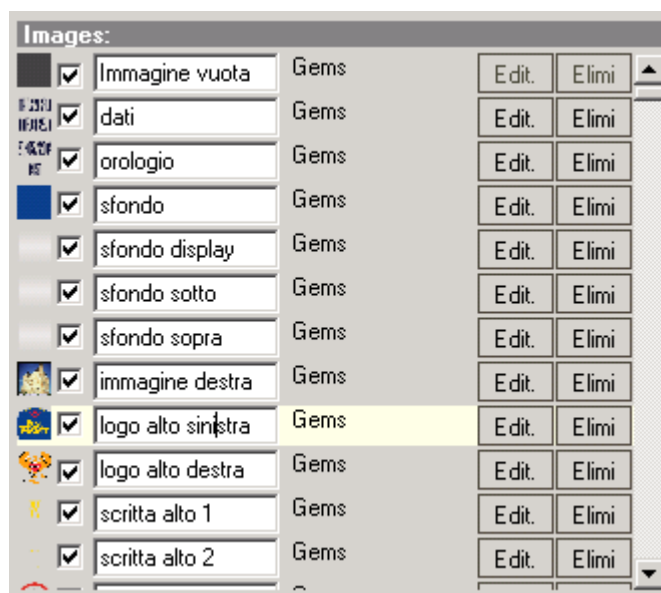 Images:
Immagine vuota Gems Edit. Elimi
dati Gems Edit. Elimi
orologio Gems Edit. Elimi
sfondo Gems Edit. Elimi
sfondo display Gems Edit. Elimi
sfondo sotto Gems Edit. Elimi
sfondo sopra Gems Edit. Elimi
immagine destra Gems Edit. Elimi
logo alto sinistra Gems Edit. Elimi
logo alto destra Gems Edit. Elimi
scritta alto 1 Gems Edit. Elimi
scritta alto 2 Gems Edit. Elimi